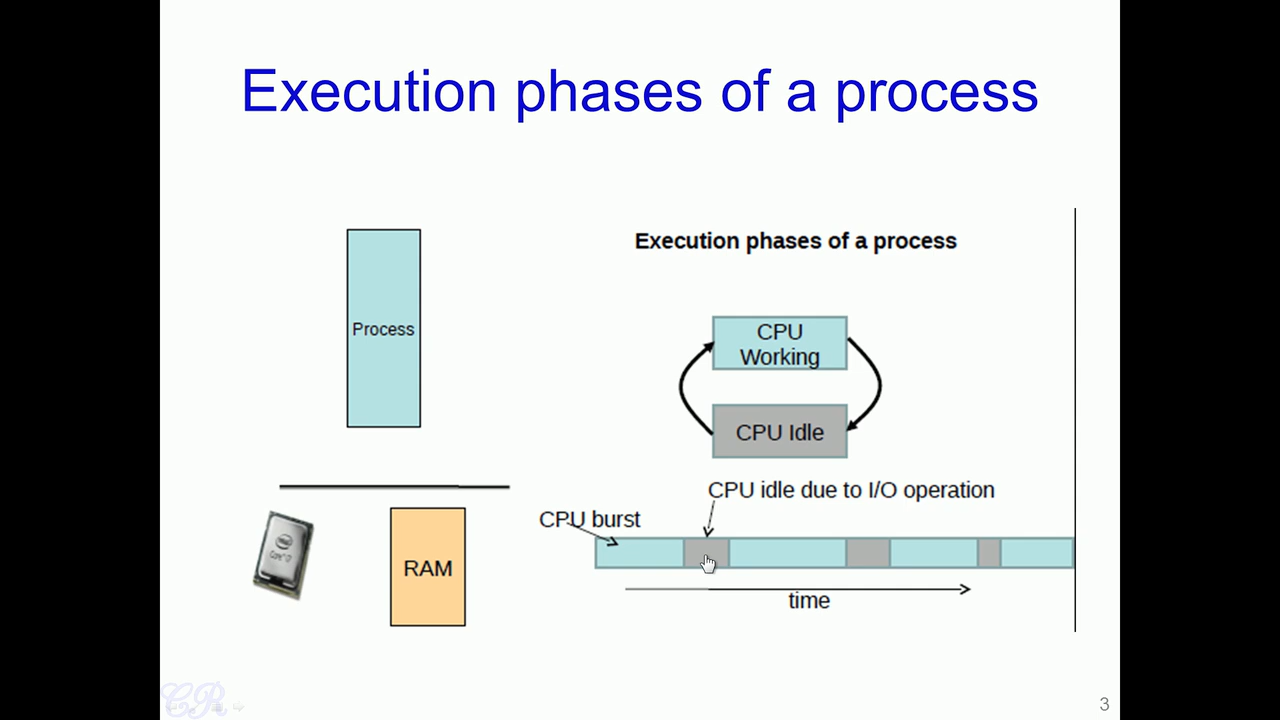 Execution phases of a process
Process
RAM
Execution phases of a process
CPU
Working
CPU Idle
CPU idle due to I/O operation
CPU burst
time
CR
3